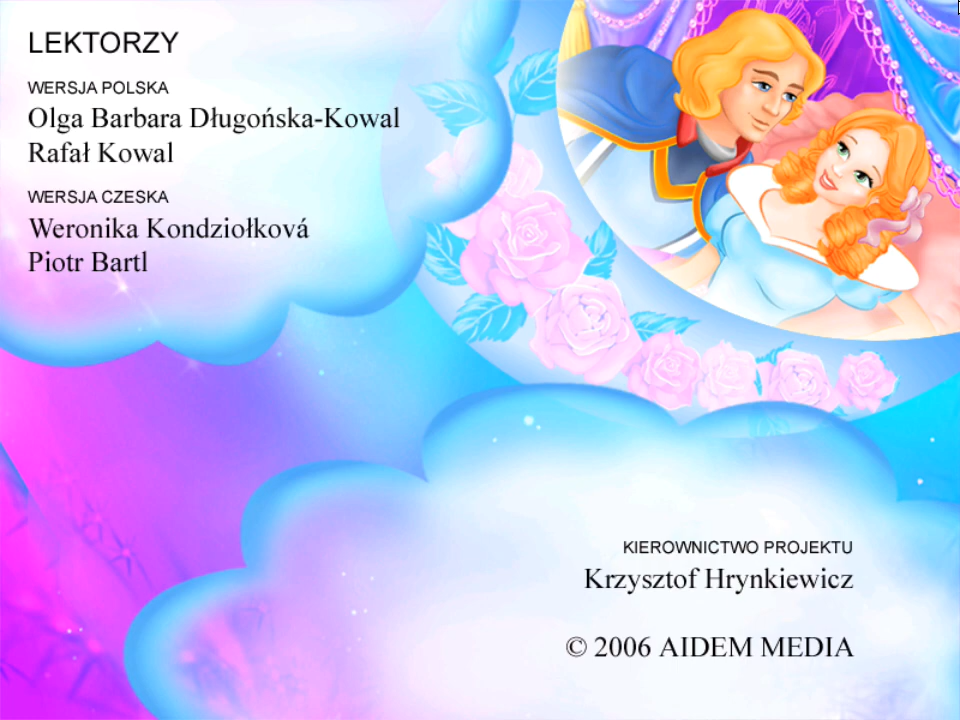 LEKTORZY
WERSJA POLSKA
Olga Barbara Długońska-Kowal
Rafał Kowal
WERSJA CZESKA
Weronika Kondziołková
Piotr Bartl
KIEROWNICTWO PROJEKTU
Krzysztof Hrynkiewicz
© 2006 AIDEM MEDIA